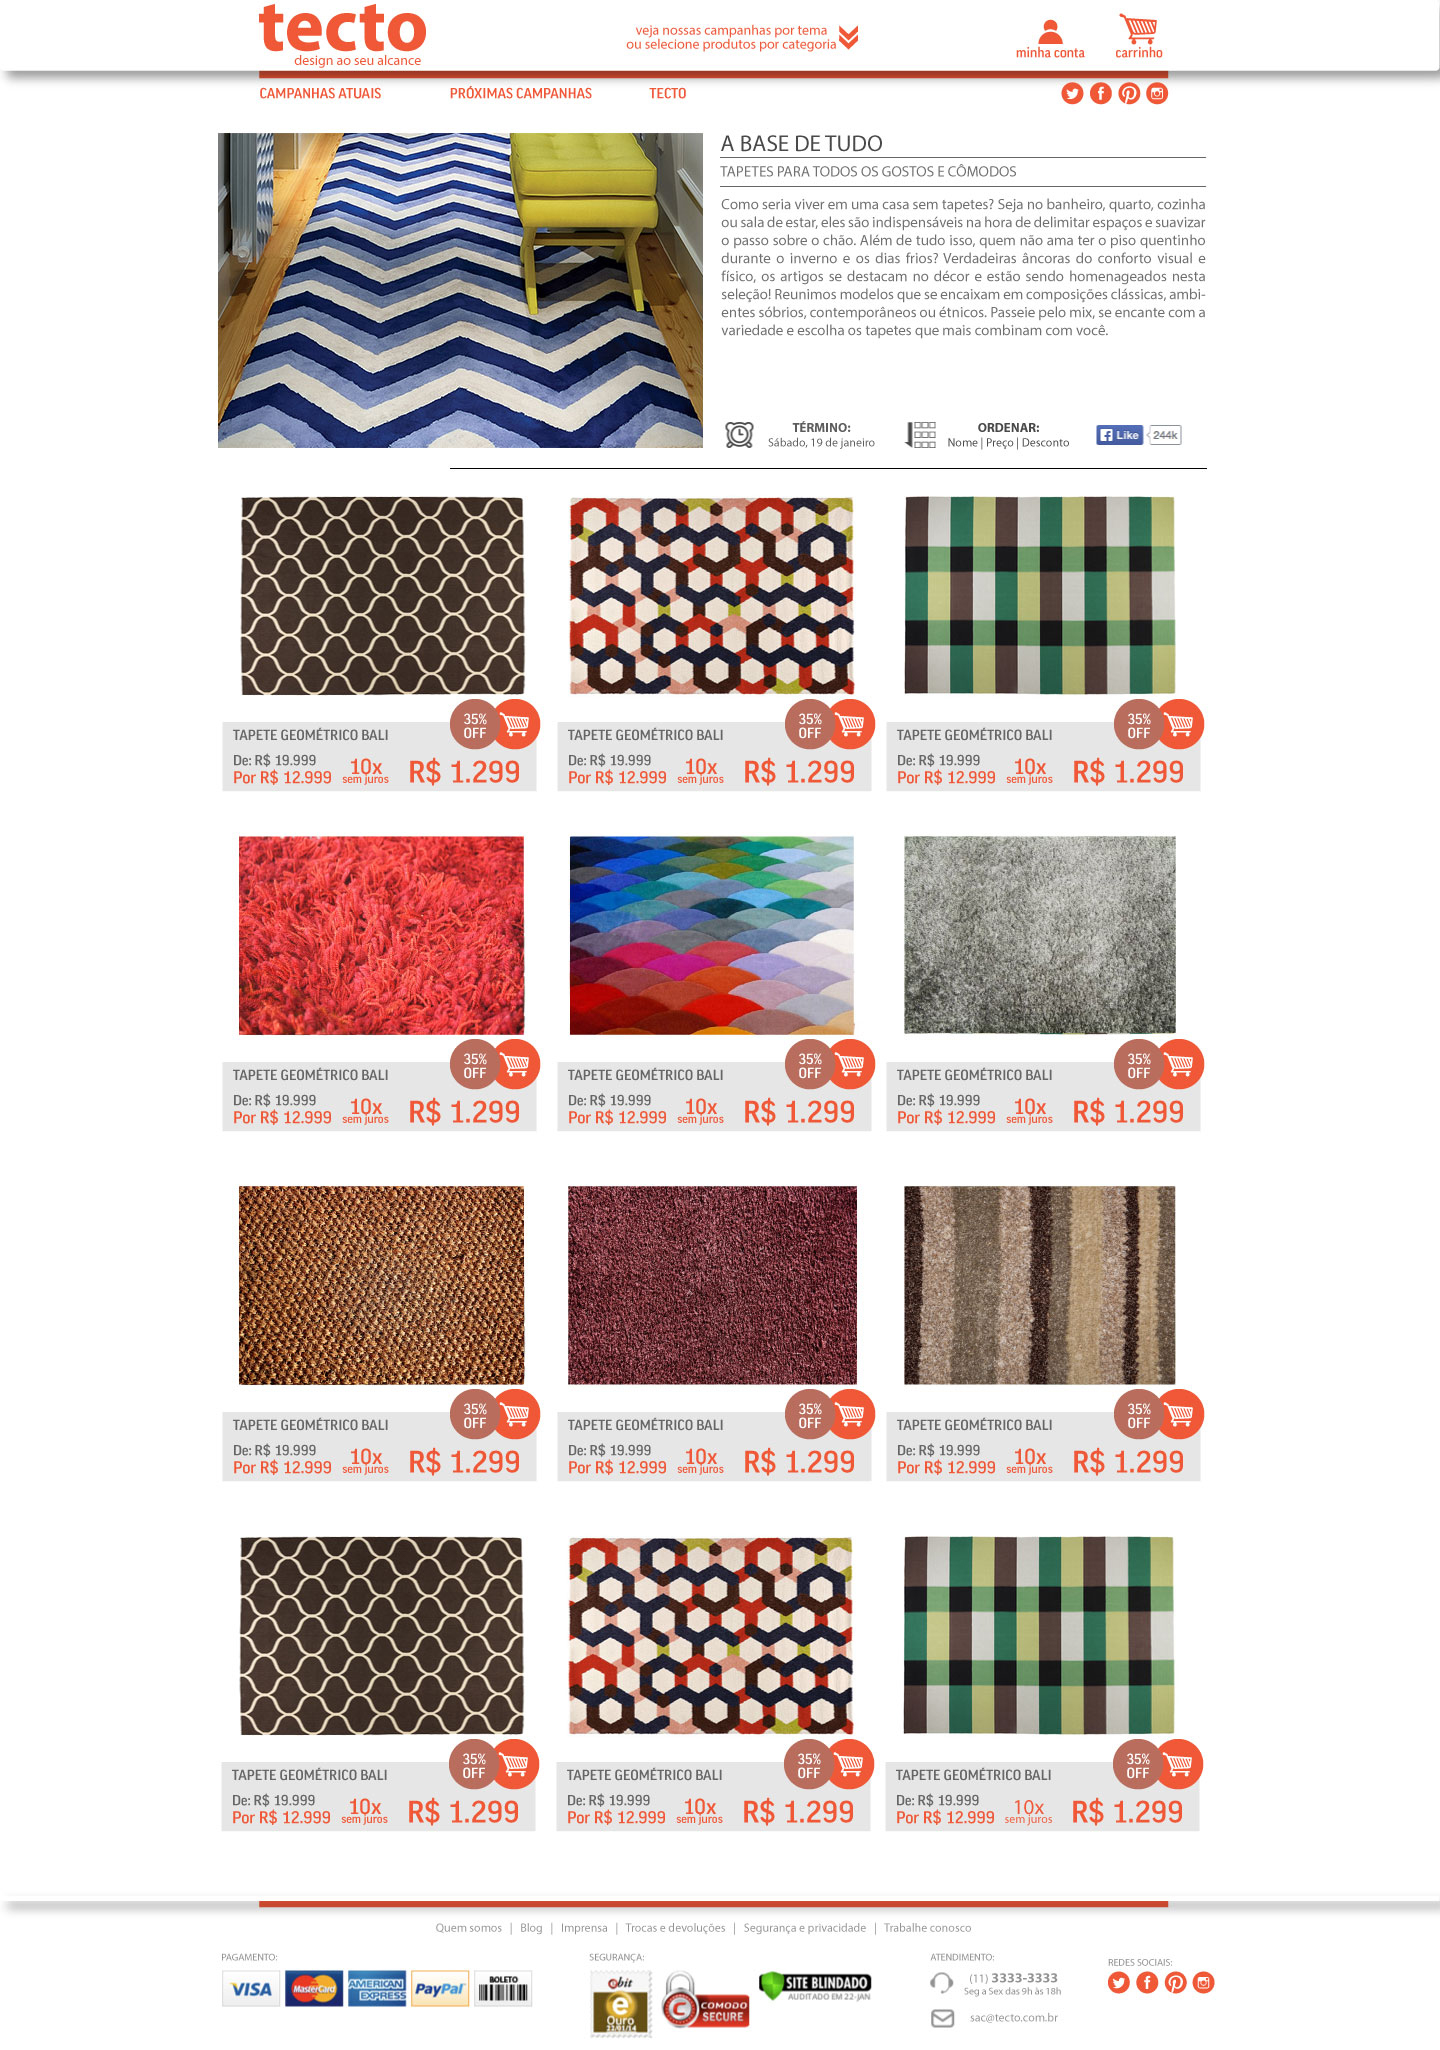 tecto
design ao seu alcance
veja nossas campanhas por tema
ou selecione produtos por categoria
minha conta
carrinho
CAMPANHAS ATUAIS
PRÓXIMAS CAMPANHAS
TECTO
A BASE DE TUDO
TAPETES PARA TODOS OS GOSTOS E CÔMODOS
Como seria viver em uma casa sem tapetes? Seja no banheiro, quarto, cozinha
ou sala de estar, eles são indispensáveis na hora de delimitar espaços e suavizar
o passo sobre o chão. Além de tudo isso, quem não ama ter o piso quentinho
durante o inverno e os dias frios? Verdadeiras âncoras do conforto visual e
físico, os artigos se destacam no décor e estão sendo homenageados nesta
seleção! Reunimos modelos que se encaixam em composições clássicas, ambi-
entes sóbrios, contemporâneos ou étnicos. Passeie pelo mix, se encante com a
variedade e escolha os tapetes que mais combinam com você.
TÉRMINO:
Sábado, 19 de janeiro
ORDENAR:
Nome | Preço | Desconto
Like
244k
35%
OFF
TAPETE GEOMÉTRICO BALI
De: R$ 19.999
Por R$ 12.999
10x
sem juros
R$ 1.299
35%
OFF
TAPETE GEOMÉTRICO BALI
De: R$ 19.999
Por R$ 12.999
10x
sem juros
R$ 1.299
35%
OFF
TAPETE GEOMÉTRICO BALI
De: R$ 19.999
Por R$ 12.999
10x
sem juros
R$ 1.299
35%
OFF
TAPETE GEOMÉTRICO BALI
De: R$ 19.999
Por R$ 12.999
10x
sem juros
R$ 1.299
35%
OFF
TAPETE GEOMÉTRICO BALI
De: R$ 19.999
Por R$ 12.999
10x
sem juros
R$ 1.299
35%
OFF
TAPETE GEOMÉTRICO BALI
De: R$ 19.999
Por R$ 12.999
10x
sem juros
R$ 1.299
35%
OFF
TAPETE GEOMÉTRICO BALI
De: R$ 19.999
Por R$ 12.999
10x
sem juros
R$ 1.299
35%
OFF
TAPETE GEOMÉTRICO BALI
De: R$ 19.999
Por R$ 12.999
10x
sem juros
R$ 1.299
35%
OFF
TAPETE GEOMÉTRICO BALI
De: R$ 19.999
Por R$ 12.999
10x
sem juros
R$ 1.299
35%
OFF
TAPETE GEOMÉTRICO BALI
De: R$ 19.999
Por R$ 12.999
10x
sem juros
R$ 1.299
35%
OFF
TAPETE GEOMÉTRICO BALI
De: R$ 19.999
Por R$ 12.999
10x
sem juros
R$ 1.299
35%
OFF
TAPETE GEOMÉTRICO BALI
De: R$ 19.999
Por R$ 12.999
10x
sem juros
R$ 1.299
Quem somos | Blog | Imprensa | Trocas e devoluções | Segurança e privacidade | Trabalhe conosco
PAGAMENTO:
VISA
MasterCard
AMERICAN
EXPRESS
PayPal
BOLETO
SEGURANÇA:
ebit
e
Ouro
22/01/14
COMODO
SECURE
SITE BLINDADO
AUDITADO EM 22-JAN
ATENDIMENTO:
(11) 3333-3333
Seg a Sex das 9h às 18h
sac@tecto.com.br
REDES SOCIAIS: